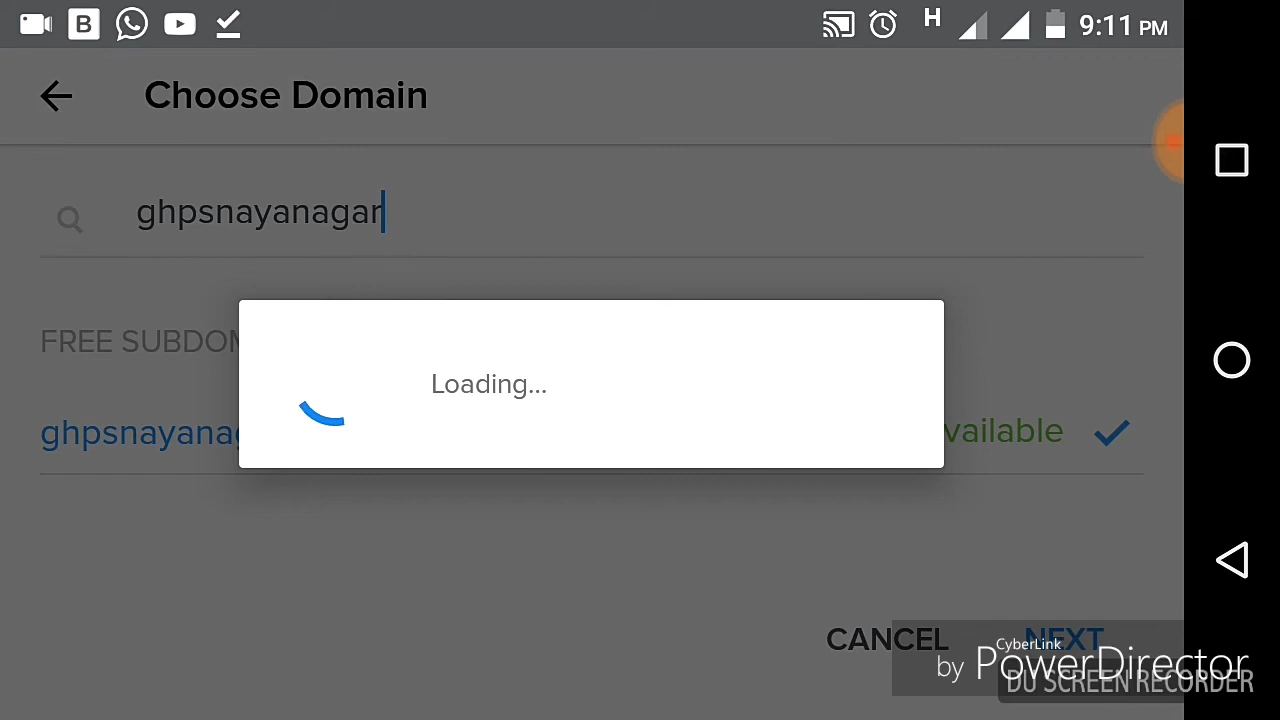 B H 9:11 PM
Choose Domain
ghpsnayanagar
FREE SUBDOM
Loading...
ghpsnayanag vailable
CANCEL NEXT
CyberLink
by PowerDirector
DU SCREEN RECORDER